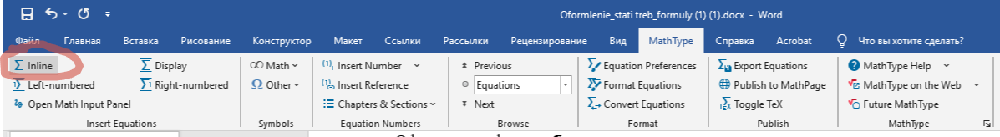 Oformlenie_stati treb_formuly (1) (1).docx - Word
Файл Главная Вставка Рисование Конструктор Макет Ссылки Рассылки Рецензирование Вид MathType Справка Acrobat Что вы хотите сделать?
Inline Display Math Insert Number Previous Equation Preferences Export Equations MathType Help
Left-numbered Right-numbered Other Insert Reference Equations Format Equations Publish to MathPage MathType on the Web
Open Math Input Panel Chapters & Sections Next Convert Equations Toggle TeX Future MathType
Insert Equations Symbols Equation Numbers Browse Format Publish MathType